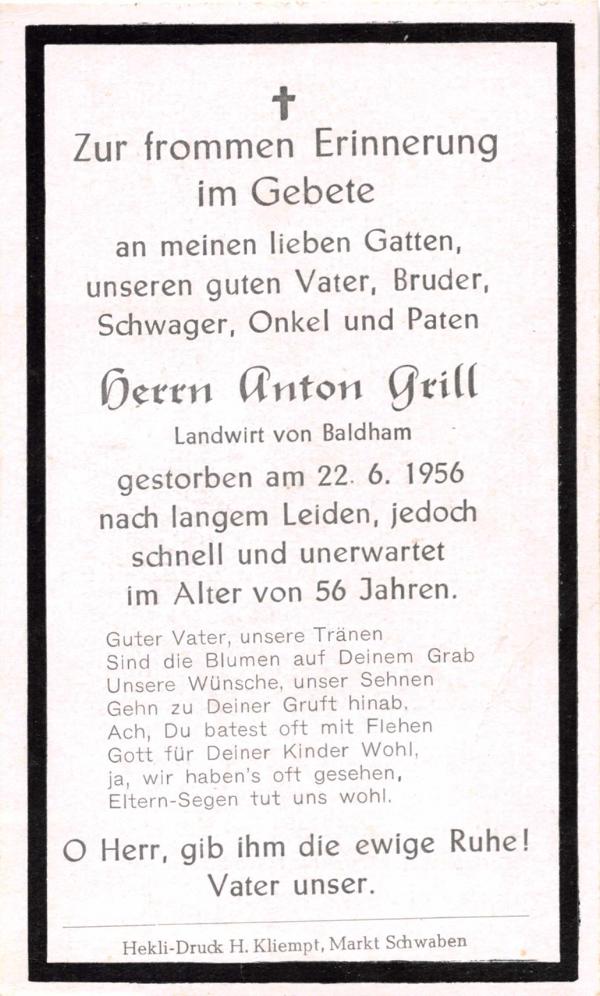 Zur frommen Erinnerung
im Gebete
an meinen lieben Gatten,
unseren guten Vater, Bruder,
Schwager, Onkel und Paten
Herrn Anton Grill
Landwirt von Baldham
gestorben am 22. 6. 1956
nach langem Leiden, jedoch
schnell und unerwartet
im Alter von 56 Jahren.
Guter Vater, unsere Tränen
Sind die Blumen auf Deinem Grab
Unsere Wünsche, unser Sehnen
Gehn zu Deiner Gruft hinab,
Ach, Du batest oft mit Flehen
Gott für Deiner Kinder Wohl,
ja, wir haben's oft gesehen,
Eltern-Segen tut uns wohl.
O Herr, gib ihm die ewige Ruhe!
Vater unser.
Hekli-Druck H. Kliempt, Markt Schwaben